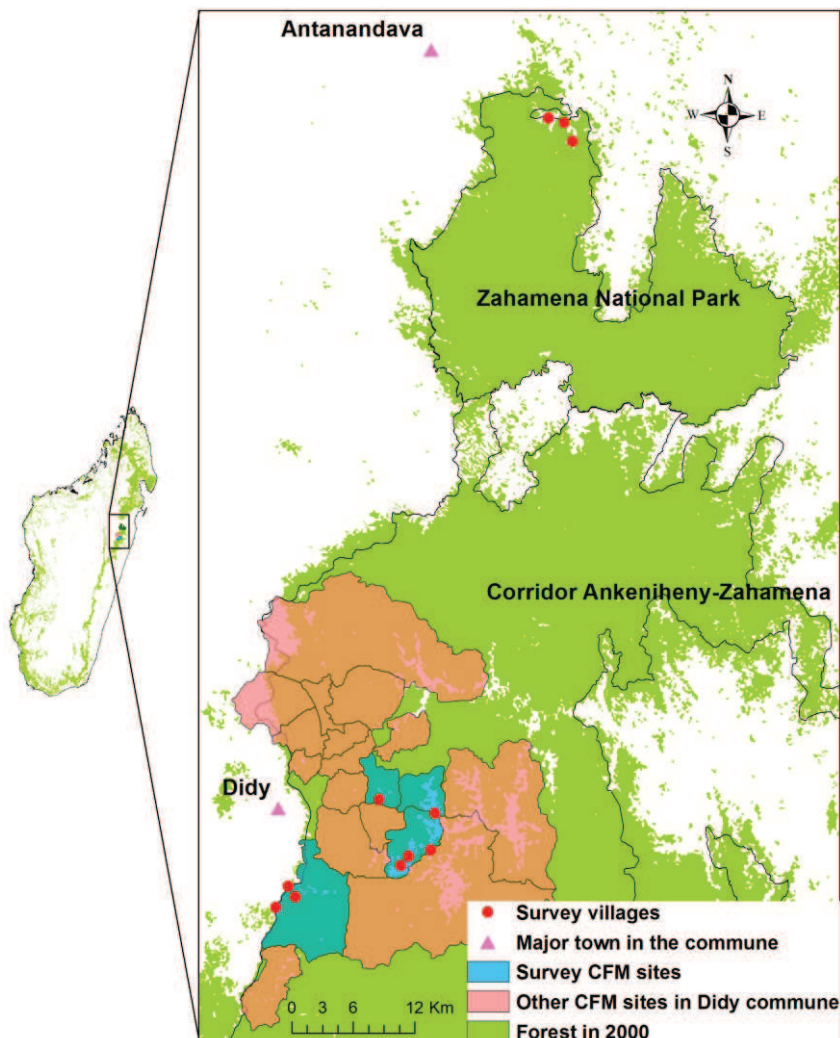 Antanandava
N
W E
S
Zahamena National Park
Corridor Ankeniheny-Zahamena
Didy
Survey villages
Major town in the commune
Survey CFM sites
Other CFM sites in Didy commune
Forest in 2000
0 3 6 12 Km